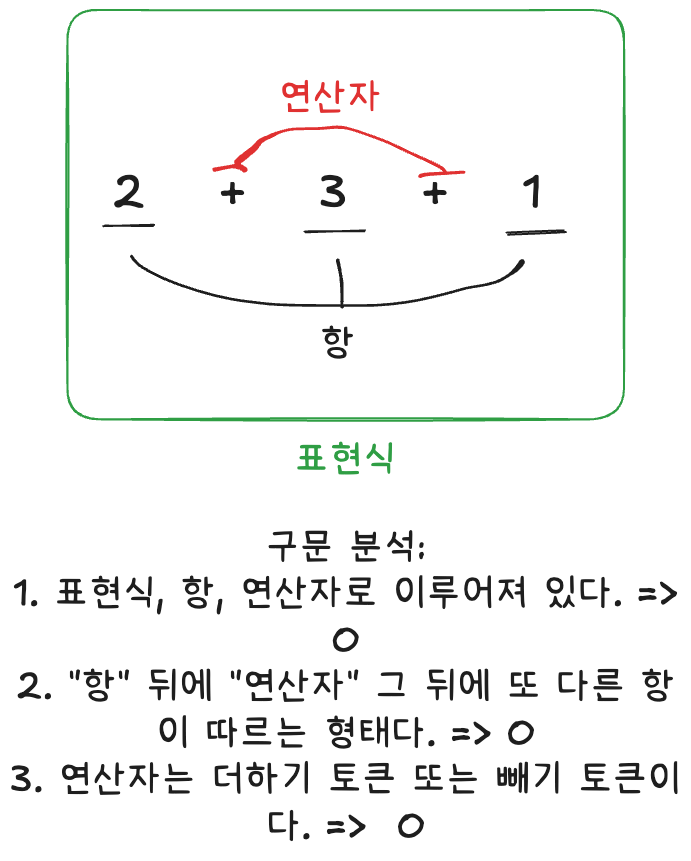 연산자
2 + 3 + 1
항
표현식
구문 분석:
1. 표현식, 항, 연산자로 이루어져 있다. =>
O
2. "항" 뒤에 "연산자" 그 뒤에 또 다른 항
이 따르는 형태다. => O
3. 연산자는 더하기 토큰 또는 빼기 토큰이
다. => O